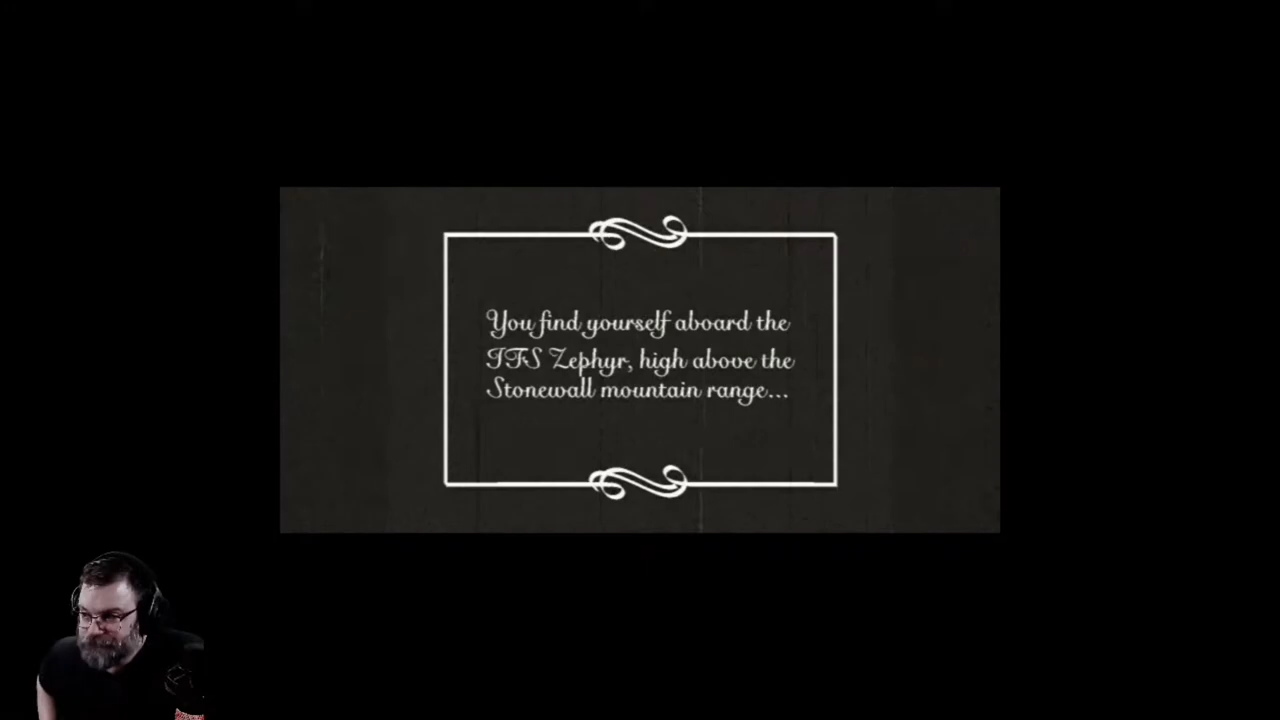 You find yourself aboard the
IFS Zephyr, high above the
Stonewall mountain range...